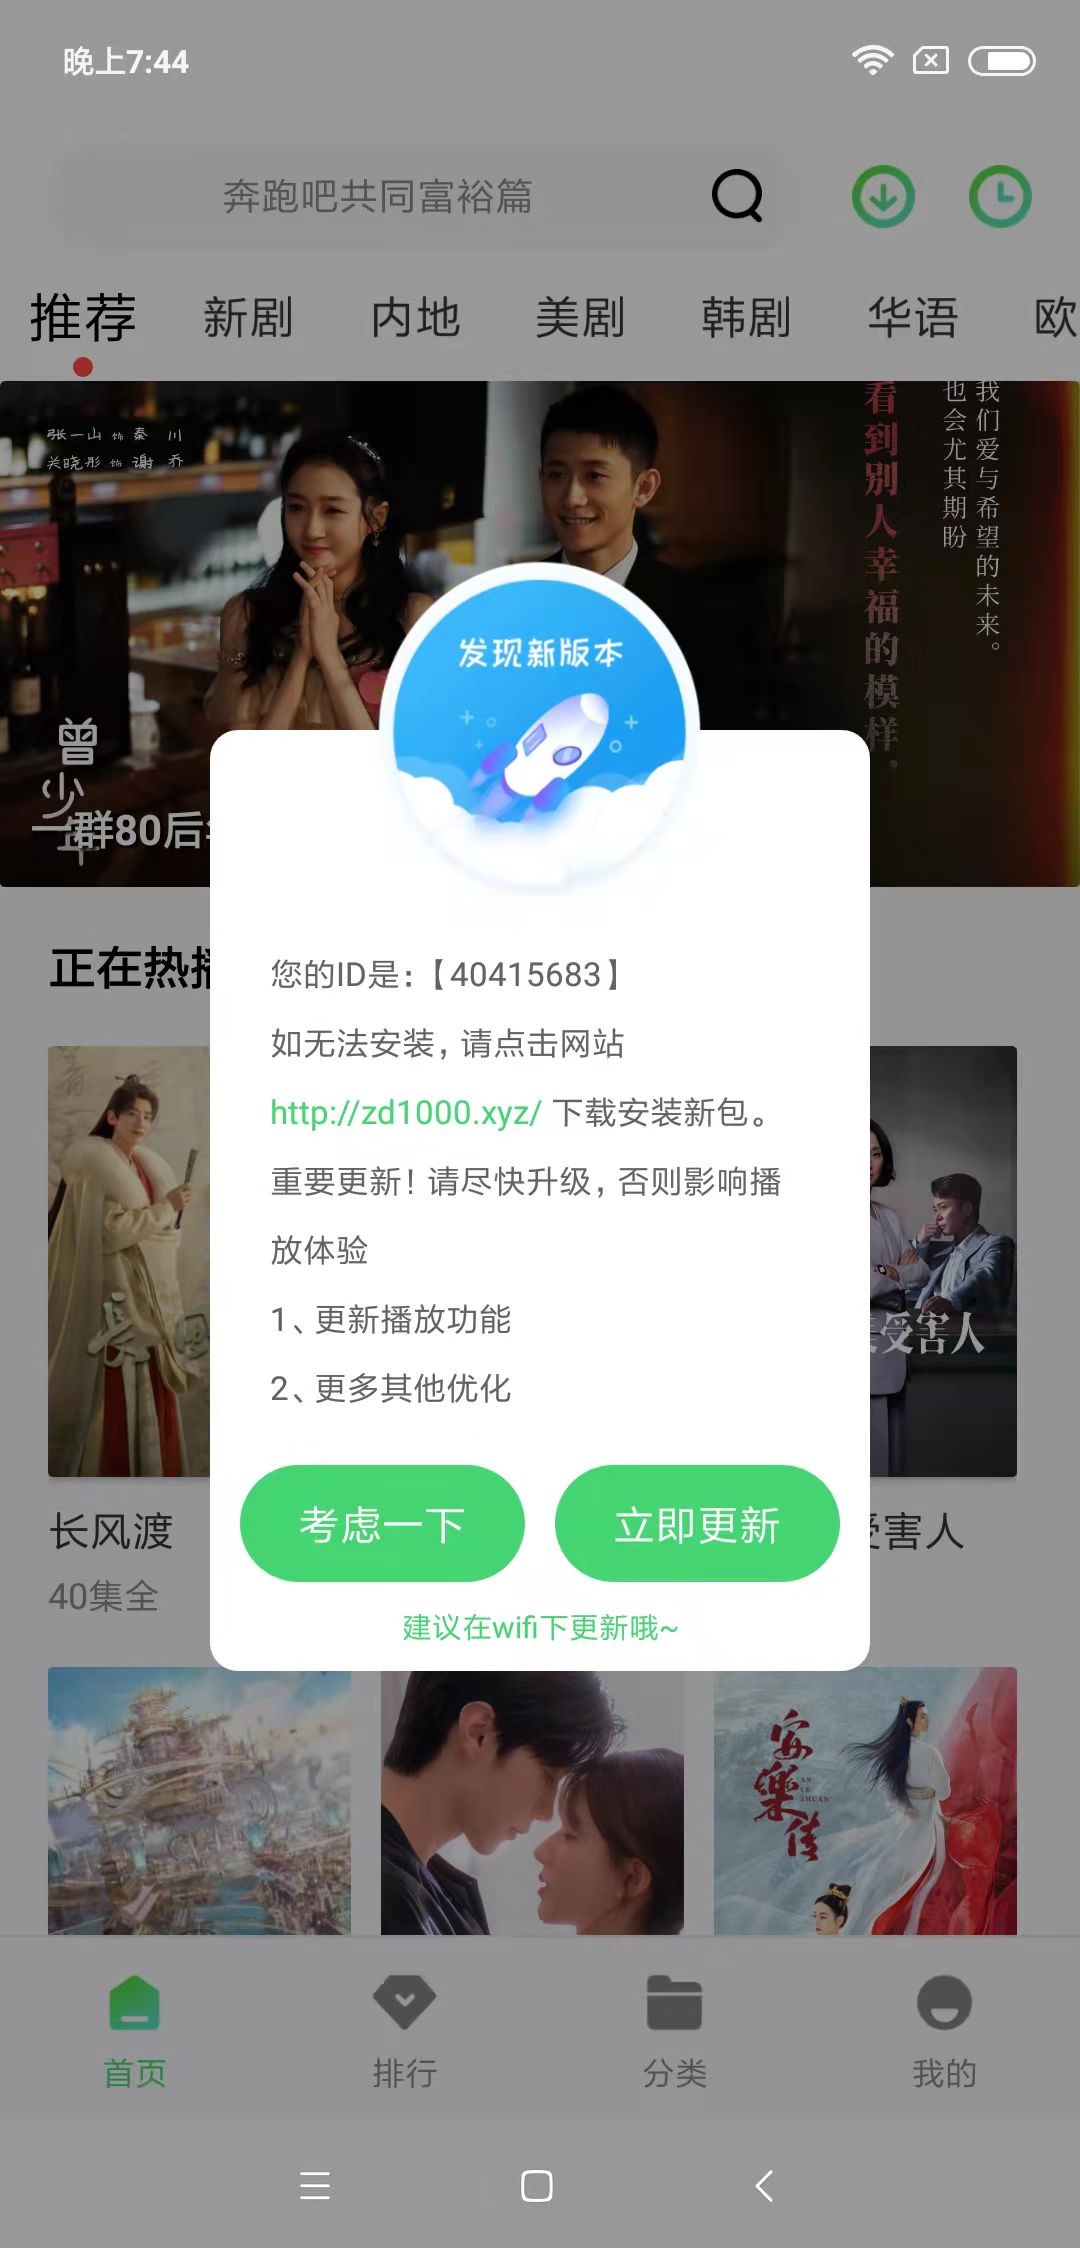 晚上7:44
奔跑吧共同富裕篇
推荐 新剧 内地 美剧 韩剧 华语 欧
张一山 饰 秦川
关晓彤 饰 谢乔
我们爱与希望的未来。
也会尤其期盼
看到别人幸福的模样，
曾少年
一群80后
发现新版本
正在热播
您的ID是:【40415683】
如无法安装，请点击网站
http://zd1000.xyz/ 下载安装新包。
重要更新！请尽快升级，否则影响播
放体验
1、更新播放功能
2、更多其他优化
考虑一下 立即更新
建议在wifi下更新哦~
受害人
长风渡 受害人
40集全
安乐传
AN
LE
ZHUAN
首页 排行 分类 我的